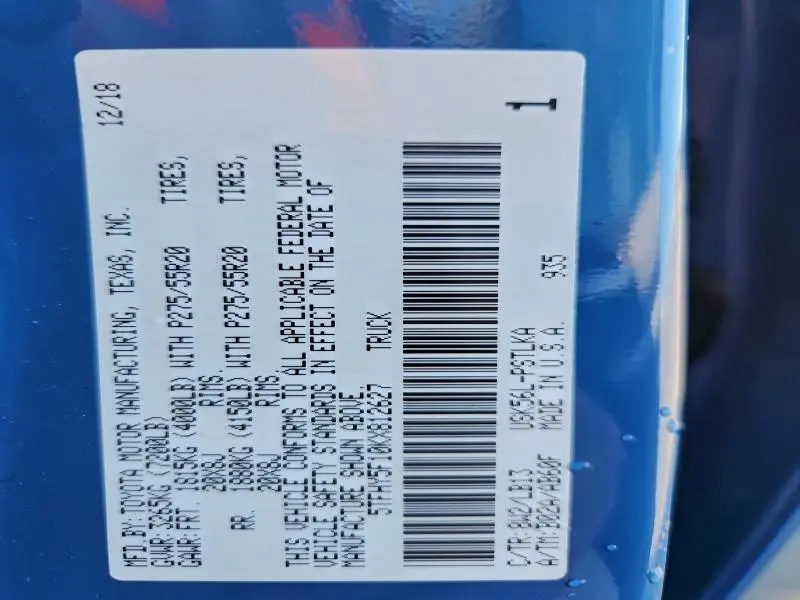 MFD.BY:TOYOTA MOTOR MANUFACTURING, TEXAS, INC. 12/18
GVWR:3265KG (7200LB)
GAWR:FRT. 1815KG (4000LB) WITH P275/55R20 TIRES,
20X8J RIMS.
RR. 1880KG (4150LB) WITH P275/55R20 TIRES,
20X8J RIMS.
THIS VEHICLE CONFORMS TO ALL APPLICABLE FEDERAL MOTOR
VEHICLE SAFETY STANDARDS IN EFFECT ON THE DATE OF
MANUFACTURE SHOWN ABOVE.
5TFAY5F10KX812627 TRUCK
C/TR:8W2/LB13 USK56L-PSTLKA
A/TM:B02A/AB60F MADE IN U.S.A. 935
1